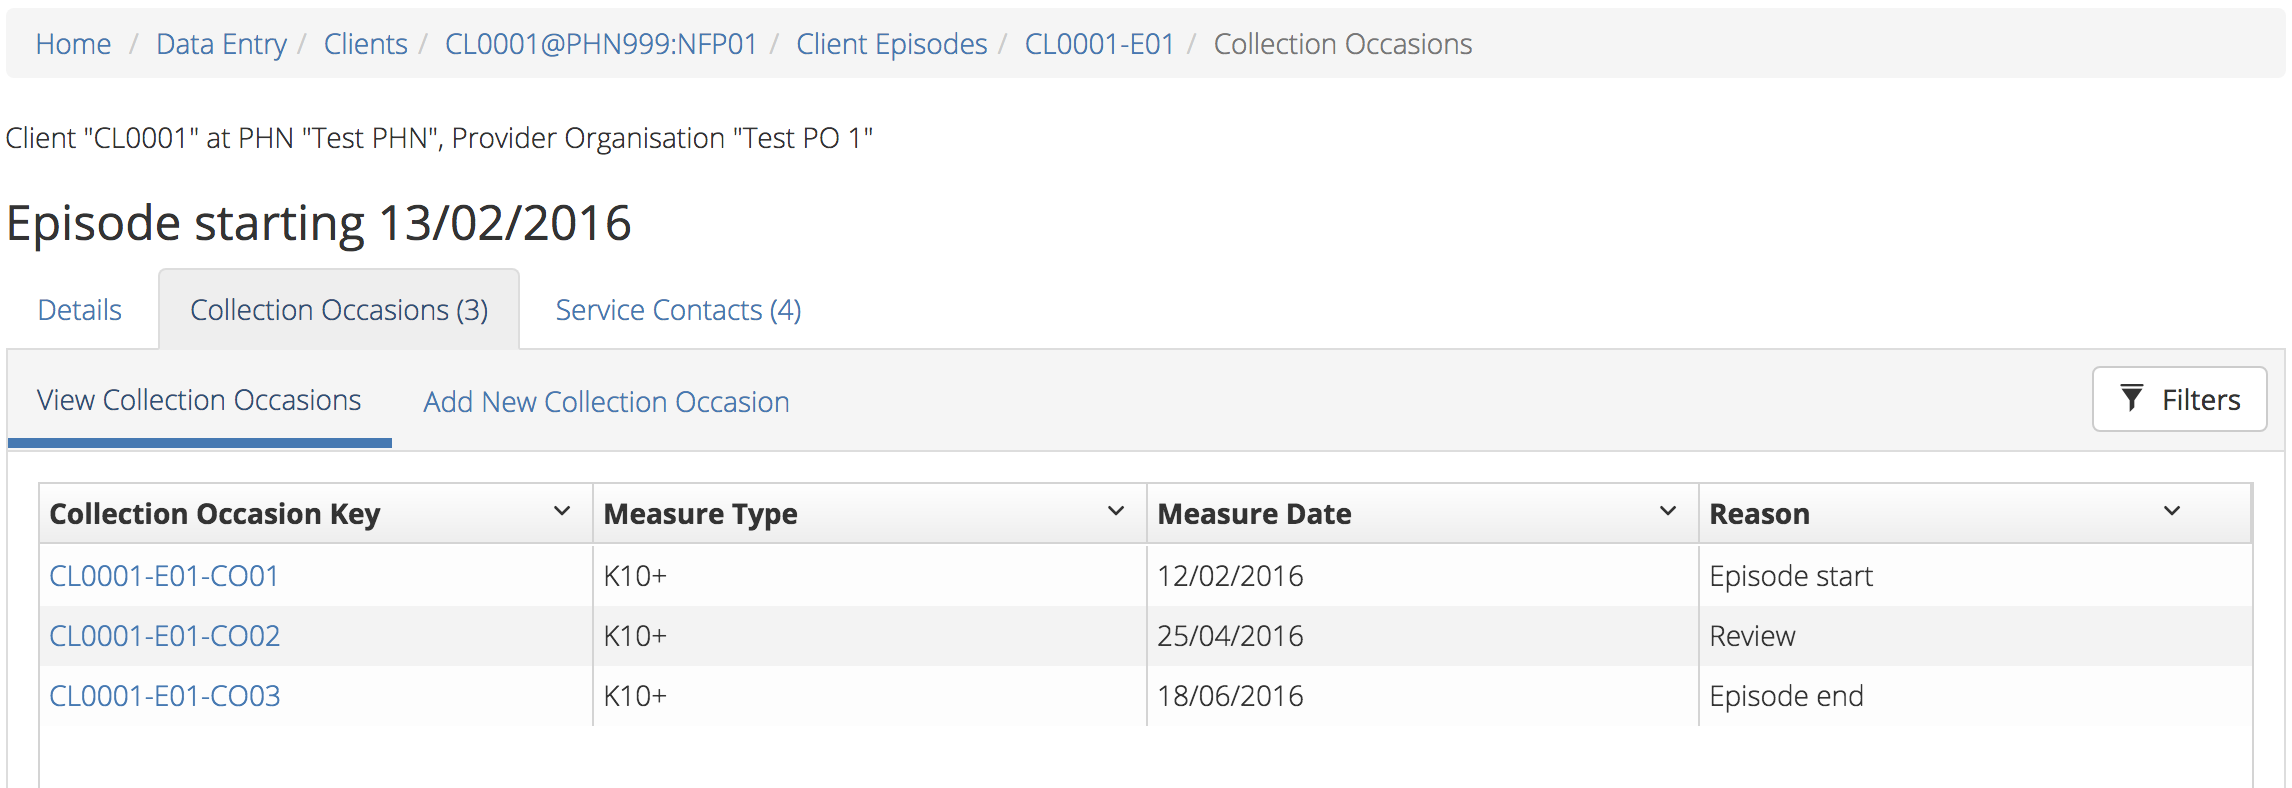 Home / Data Entry / Clients / CL0001@PHN999:NFP01 / Client Episodes / CL0001-E01 / Collection Occasions
Client "CL0001" at PHN "Test PHN", Provider Organisation "Test PO 1"
Episode starting 13/02/2016
Details Collection Occasions (3) Service Contacts (4)
View Collection Occasions Add New Collection Occasion Filters
Collection Occasion Key Measure Type Measure Date Reason
CL0001-E01-CO01 K10+ 12/02/2016 Episode start
CL0001-E01-CO02 K10+ 25/04/2016 Review
CL0001-E01-CO03 K10+ 18/06/2016 Episode end